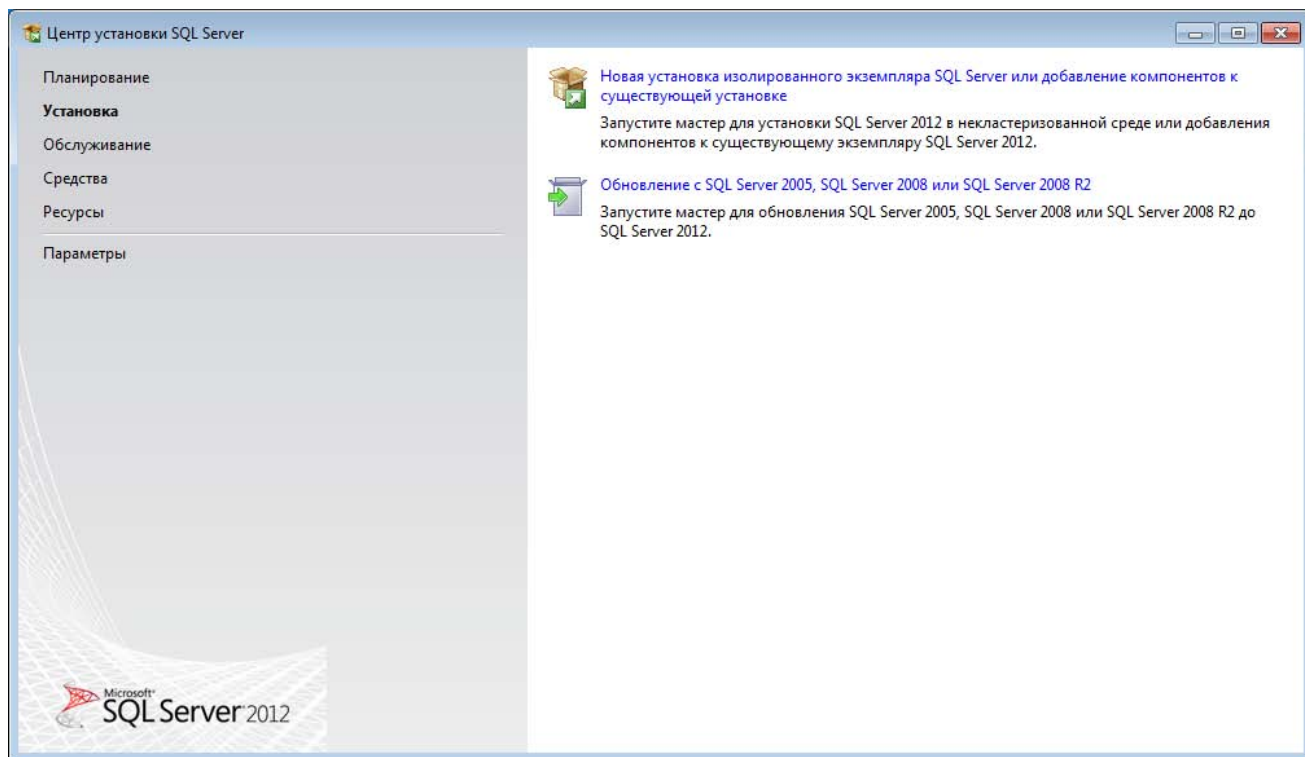 Центр установки SQL Server
Планирование
Установка
Обслуживание
Средства
Ресурсы
Параметры
Новая установка изолированного экземпляра SQL Server или добавление компонентов к
существующей установке
Запустите мастер для установки SQL Server 2012 в некластеризованной среде или добавления
компонентов к существующему экземпляру SQL Server 2012.
Обновление с SQL Server 2005, SQL Server 2008 или SQL Server 2008 R2
Запустите мастер для обновления SQL Server 2005, SQL Server 2008 или SQL Server 2008 R2 до
SQL Server 2012.
Microsoft®
SQL Server 2012